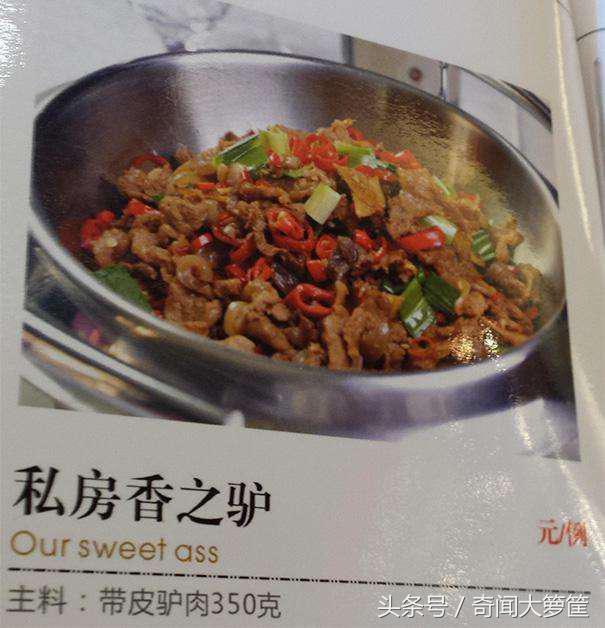 私房香之驴
Our sweet ass
元/例
主料：带皮驴肉350克
头条号 / 奇闻大箩筐